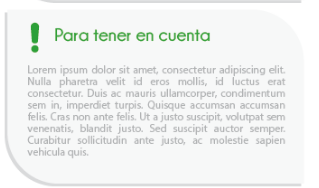 Para tener en cuenta
Lorem ipsum dolor sit amet, consectetur adipiscing elit.
Nulla pharetra velit id eros mollis, id luctus erat
consectetur. Duis ac mauris ullamcorper, condimentum
sem in, imperdiet turpis. Quisque accumsan accumsan
felis. Cras non ante felis. Ut a justo suscipit, volutpat sem
venenatis, blandit justo. Sed suscipit auctor semper.
Curabitur sollicitudin ante justo, ac molestie sapien
vehicula quis.